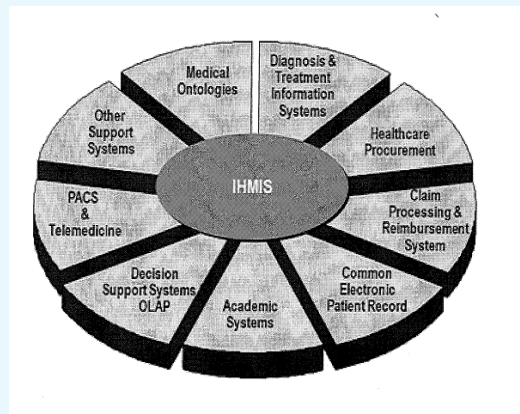 Medical
Ontologies
Diagnosis &
Treatment
Information
Systems
Healthcare
Procurement
Claim
Processing &
Reimbursement
System
Common
Electronic
Patient Record
Academic
Systems
Decision
Support Systems
OLAP
PACS
&
Telemedicine
Other
Support
Systems
IHMIS